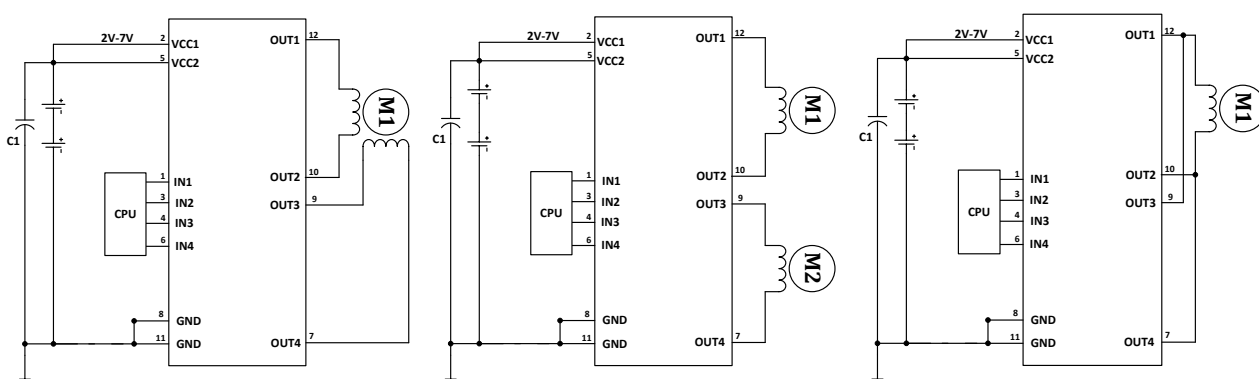 2V-7V
2 VCC1
5 VCC2
OUT1 12
M1
+
-
+
-
C1
OUT2 10
OUT3 9
1 IN1
3 IN2
4 IN3
6 IN4
CPU
8 GND
11 GND
OUT4 7
2V-7V
2 VCC1
5 VCC2
OUT1 12
M1
+
-
+
-
C1
OUT2 10
OUT3 9
1 IN1
3 IN2
4 IN3
6 IN4
CPU
M2
8 GND
11 GND
OUT4 7
2V-7V
2 VCC1
5 VCC2
OUT1 12
M1
+
-
+
-
C1
OUT2 10
OUT3 9
1 IN1
3 IN2
4 IN3
6 IN4
CPU
8 GND
11 GND
OUT4 7